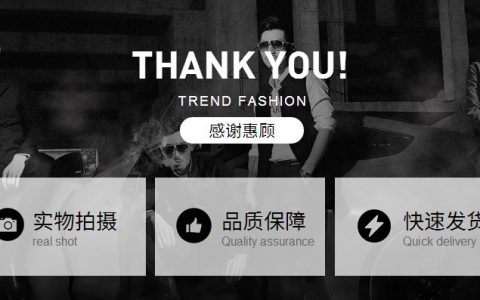 THANK YOU!
TREND FASHION
感谢惠顾
实物拍摄
real shot
品质保障
Quality assurance
快速发货
Quick delivery